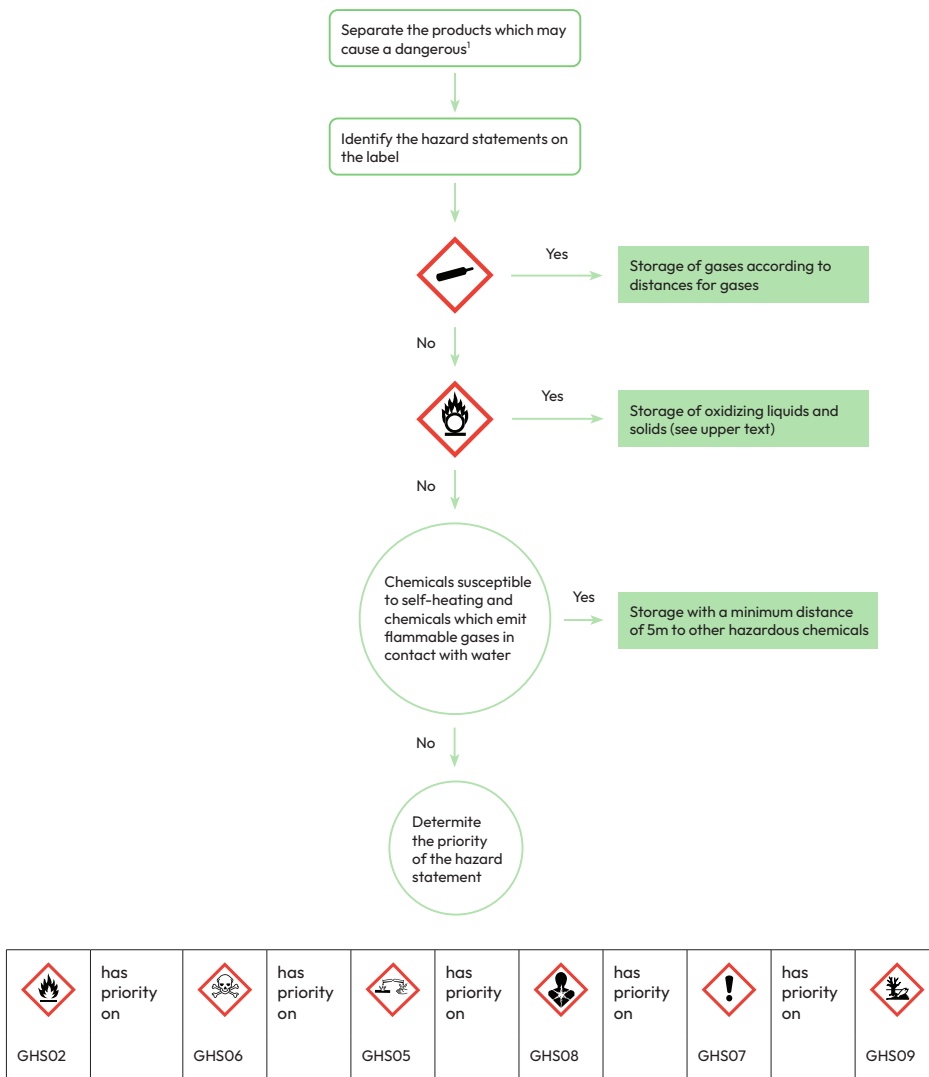 Separate the products which may
cause a dangerous¹
Identify the hazard statements on
the label
Yes
Storage of gases according to
distances for gases
No
Yes
Storage of oxidizing liquids and
solids (see upper text)
No
Chemicals susceptible
to self-heating and
chemicals which emit
flammable gases in
contact with water
Yes
Storage with a minimum distance
of 5m to other hazardous chemicals
No
Determite
the priority
of the hazard
statement
has
priority
on
has
priority
on
has
priority
on
has
priority
on
has
priority
on
GHS02
GHS06
GHS05
GHS08
GHS07
GHS09